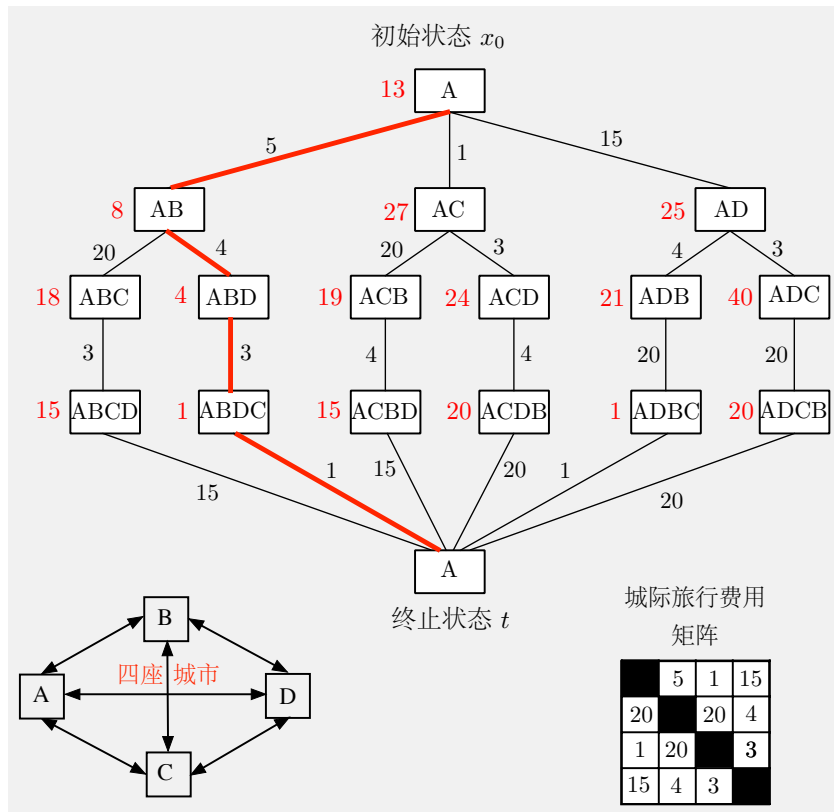 初始状态 x₀
13 A
5 1 15
8 AB 27 AC 25 AD
20 4 20 3 4 3
18 ABC 4 ABD 19 ACB 24 ACD 21 ADB 40 ADC
3 3 4 4 20 20
15 ABCD 1 ABDC 15 ACBD 20 ACDB 1 ADBC 20 ADCB
15 1 15 20 1 20
A
终止状态 t
B
四座 城市
A D
C
城际旅行费用
矩阵
5 1 15
20 20 4
1 20 3
15 4 3